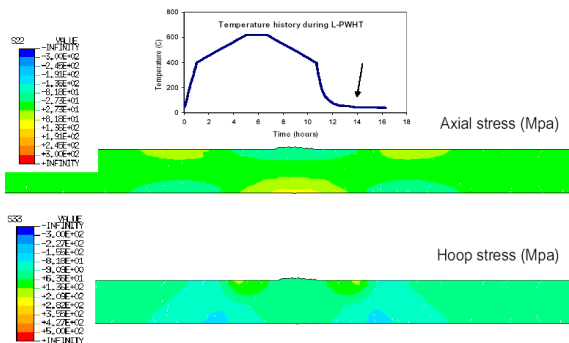 Temperature history during L-PWHT
Temperature (C)
800
600
400
200
0
0 2 4 6 8 10 12 14 16 18
Time (hours)
S22 VALUE
-INFINITY
-3.00E+02
-2.45E+02
-1.91E+02
-1.36E+02
-8.18E+01
-2.73E+01
+2.73E+01
+8.18E+01
+1.36E+02
+1.91E+02
+2.45E+02
+3.00E+02
+INFINITY
Axial stress (Mpa)
S33 VALUE
-INFINITY
-3.00E+02
-2.27E+02
-1.55E+02
-8.18E+01
-9.09E+00
+6.36E+01
+1.36E+02
+2.09E+02
+2.82E+02
+3.55E+02
+4.27E+02
+5.00E+02
+INFINITY
Hoop stress (Mpa)